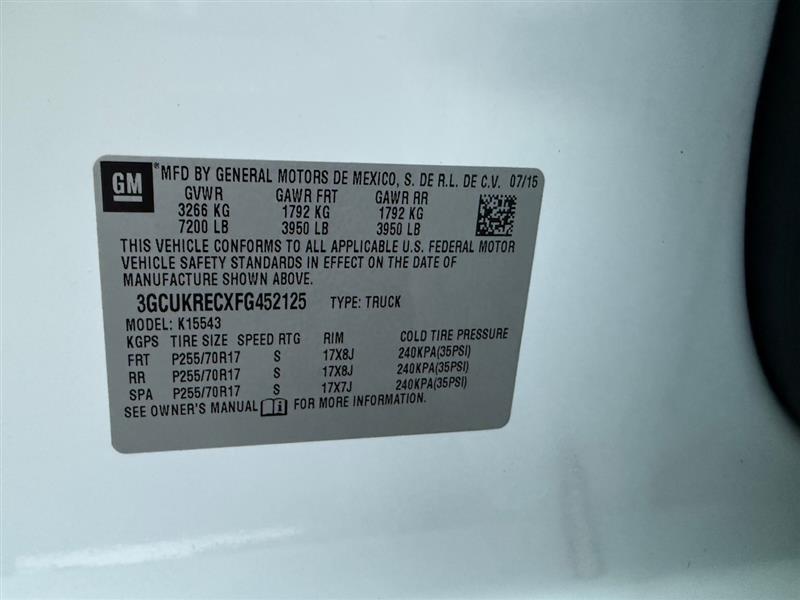 GM
®MFD BY GENERAL MOTORS DE MEXICO, S. DE R.L. DE C.V. 07/15
GVWR GAWR FRT GAWR RR
3266 KG 1792 KG 1792 KG
7200 LB 3950 LB 3950 LB
THIS VEHICLE CONFORMS TO ALL APPLICABLE U.S. FEDERAL MOTOR
VEHICLE SAFETY STANDARDS IN EFFECT ON THE DATE OF
MANUFACTURE SHOWN ABOVE.
3GCUKRECXFG452125 TYPE: TRUCK
MODEL: K15543
KGPS TIRE SIZE SPEED RTG RIM COLD TIRE PRESSURE
FRT P255/70R17 S 17X8J 240KPA(35PSI)
RR P255/70R17 S 17X8J 240KPA(35PSI)
SPA P255/70R17 S 17X7J 240KPA(35PSI)
SEE OWNER'S MANUAL FOR MORE INFORMATION.